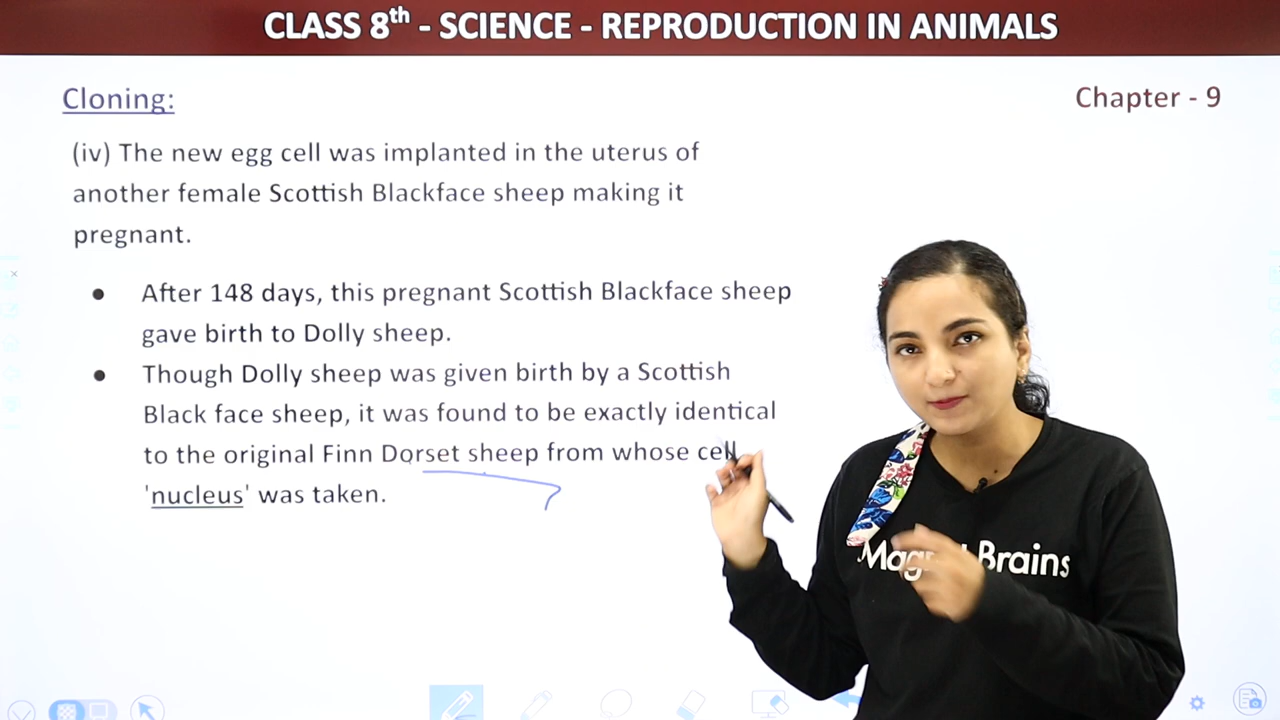 CLASS 8th - SCIENCE - REPRODUCTION IN ANIMALS
Cloning:
Chapter - 9
(iv) The new egg cell was implanted in the uterus of
another female Scottish Blackface sheep making it
pregnant.
● After 148 days, this pregnant Scottish Blackface sheep
gave birth to Dolly sheep.
● Though Dolly sheep was given birth by a Scottish
Black face sheep, it was found to be exactly identical
to the original Finn Dorset sheep from whose cell
'nucleus' was taken.
Brains